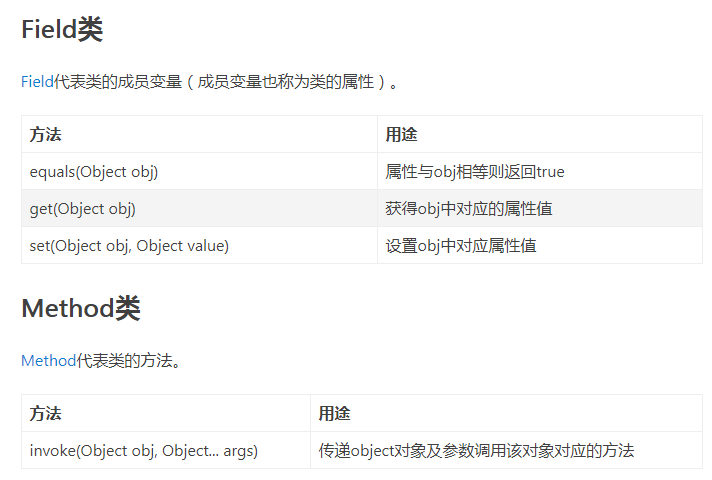 Field类
Field代表类的成员变量（成员变量也称为类的属性）。
方法 用途
equals(Object obj) 属性与obj相等则返回true
get(Object obj) 获得obj中对应的属性值
set(Object obj, Object value) 设置obj中对应属性值
Method类
Method代表类的方法。
方法 用途
invoke(Object obj, Object... args) 传递object对象及参数调用该对象对应的方法